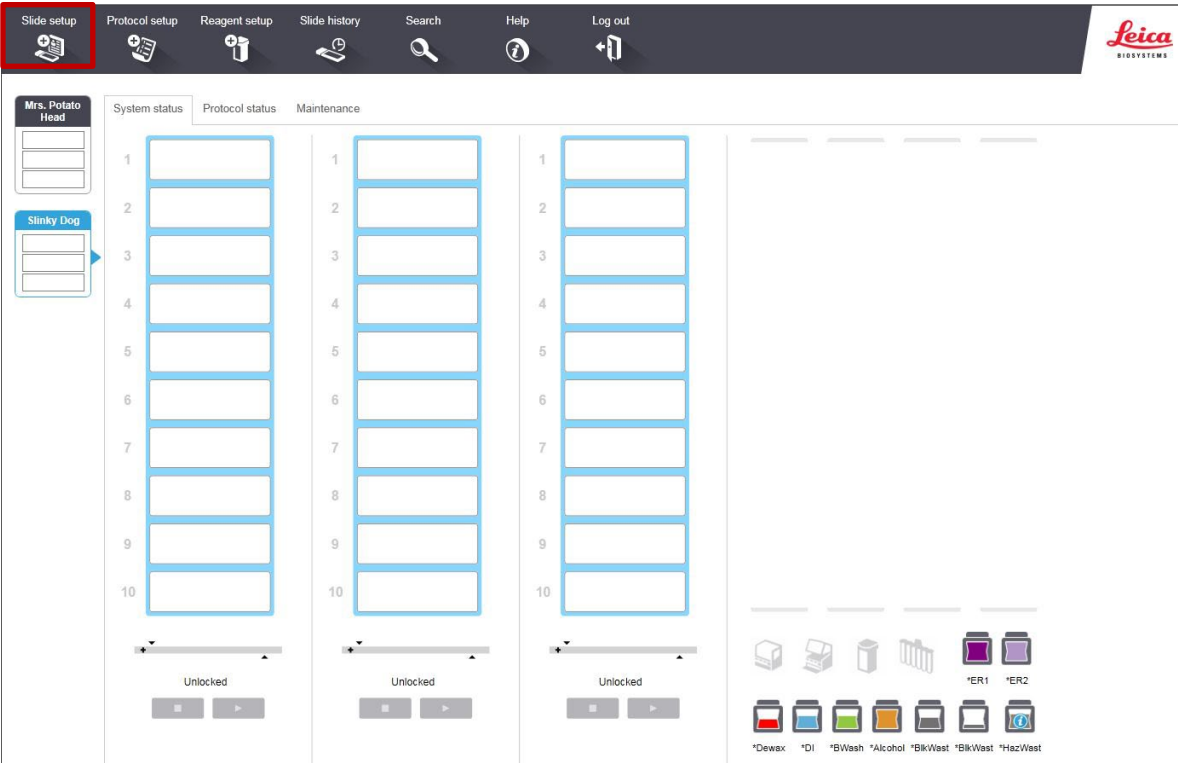 Slide setup Protocol setup Reagent setup Slide history Search Help Log out
Leica
BIOSYSTEMS
Mrs. Potato
Head
System status Protocol status Maintenance
Slinky Dog
1 1 1
2 2 2
3 3 3
4 4 4
5 5 5
6 6 6
7 7 7
8 8 8
9 9 9
10 10 10
Unlocked Unlocked Unlocked
*ER1 *ER2
*Dewax *DI *BWash *Alcohol *BlkWast *BlkWast *HazWast